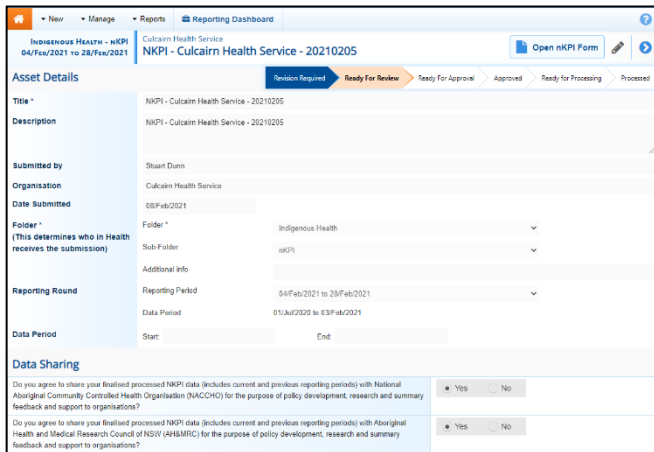 New Manage Reports Reporting Dashboard
INDIGENOUS HEALTH - NKPI
04/FEB/2021 TO 28/FEB/2021
Culcairn Health Service
NKPI - Culcairn Health Service - 20210205
Open nKPI Form
Asset Details
Revision Required Ready For Review Ready For Approval Approved Ready for Processing Processed
Title * NKPI - Culcairn Health Service - 20210205
Description NKPI - Culcairn Health Service - 20210205
Submitted by Stuart Dunn
Organisation Culcairn Health Service
Date Submitted 08/Feb/2021
Folder * Folder * Indigenous Health
(This determines who in Health
receives the submission)
Sub-Folder nKPI
Additional info
Reporting Round Reporting Period 04/Feb/2021 to 28/Feb/2021
Data Period 01/Jul/2020 to 03/Feb/2021
Data Period Start: End:
Data Sharing
Do you agree to share your finalised processed NKPI data (includes current and previous reporting periods) with National
Aboriginal Community Controlled Health Organisation (NACCHO) for the purpose of policy development, research and summary
feedback and support to organisations?
Yes No
Do you agree to share your finalised processed NKPI data (includes current and previous reporting periods) with Aboriginal
Health and Medical Research Council of NSW (AH&MRC) for the purpose of policy development, research and summary
feedback and support to organisations?
Yes No